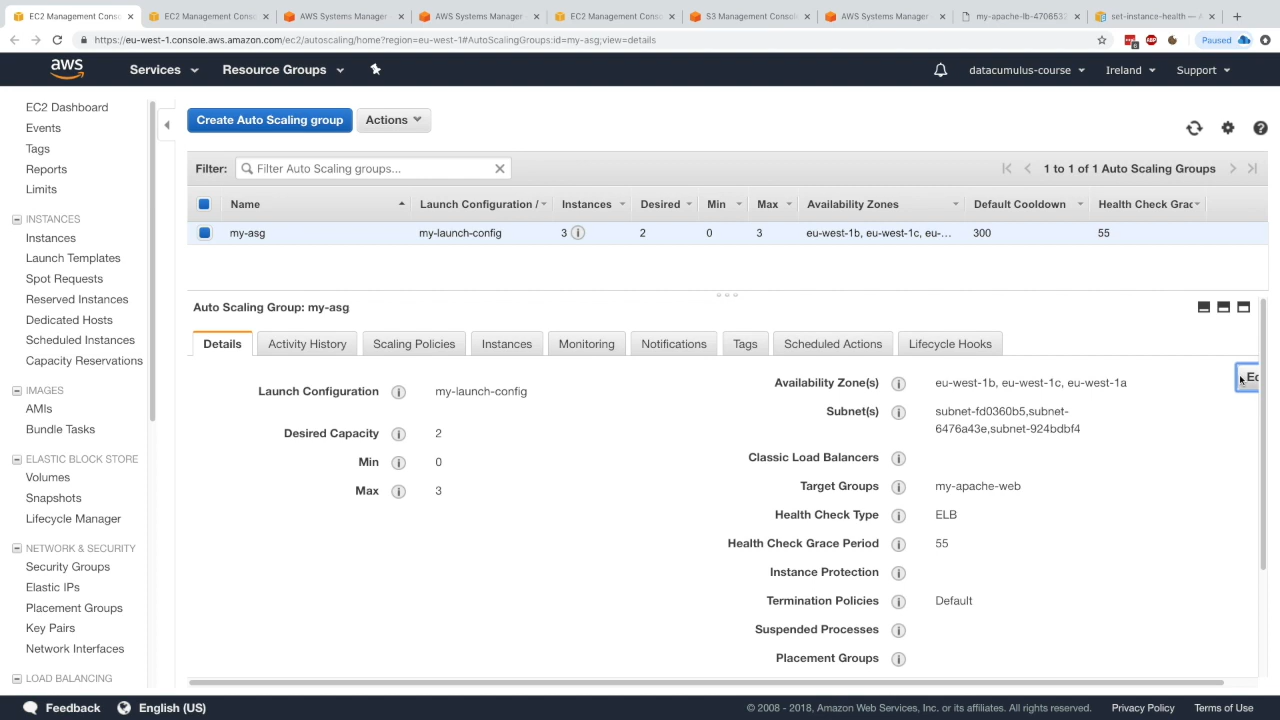 EC2 Management Cons
EC2 Management Consi
AWS Systems Manager
AWS Systems Manager
EC2 Management Cons
S3 Management Consol
AWS Systems Manager
my-apache-lb-4706532
set-instance-health — A
https://eu-west-1.console.aws.amazon.com/ec2/autoscaling/home?region=eu-west-1#AutoScalingGroups:id=my-asg;view=details
ABP
Paused
aws
Services
Resource Groups
datacumulus-course
Ireland
Support
EC2 Dashboard
Events
Tags
Reports
Limits
INSTANCES
Instances
Launch Templates
Spot Requests
Reserved Instances
Dedicated Hosts
Scheduled Instances
Capacity Reservations
IMAGES
AMIs
Bundle Tasks
ELASTIC BLOCK STORE
Volumes
Snapshots
Lifecycle Manager
NETWORK & SECURITY
Security Groups
Elastic IPs
Placement Groups
Key Pairs
Network Interfaces
LOAD BALANCING
Create Auto Scaling group
Actions
Filter:
Filter Auto Scaling groups...
1 to 1 of 1 Auto Scaling Groups
Name
Launch Configuration /
Instances
Desired
Min
Max
Availability Zones
Default Cooldown
Health Check Grac
my-asg
my-launch-config
3
2
0
3
eu-west-1b, eu-west-1c, eu-...
300
55
Auto Scaling Group: my-asg
Details
Activity History
Scaling Policies
Instances
Monitoring
Notifications
Tags
Scheduled Actions
Lifecycle Hooks
Launch Configuration
my-launch-config
Desired Capacity
2
Min
0
Max
3
Availability Zone(s)
eu-west-1b, eu-west-1c, eu-west-1a
Subnet(s)
subnet-fd0360b5,subnet-
6476a43e,subnet-924bdbf4
Classic Load Balancers
Target Groups
my-apache-web
Health Check Type
ELB
Health Check Grace Period
55
Instance Protection
Termination Policies
Default
Suspended Processes
Placement Groups
Feedback
English (US)
© 2008 - 2018, Amazon Web Services, Inc. or its affiliates. All rights reserved.
Privacy Policy
Terms of Use